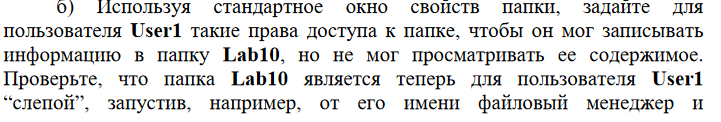 б) Используя стандартное окно свойств папки, задайте для
пользователя User1 такие права доступа к папке, чтобы он мог записывать
информацию в папку Lab10, но не мог просматривать ее содержимое.
Проверьте, что папка Lab10 является теперь для пользователя User1
“слепой”, запустив, например, от его имени файловый менеджер и